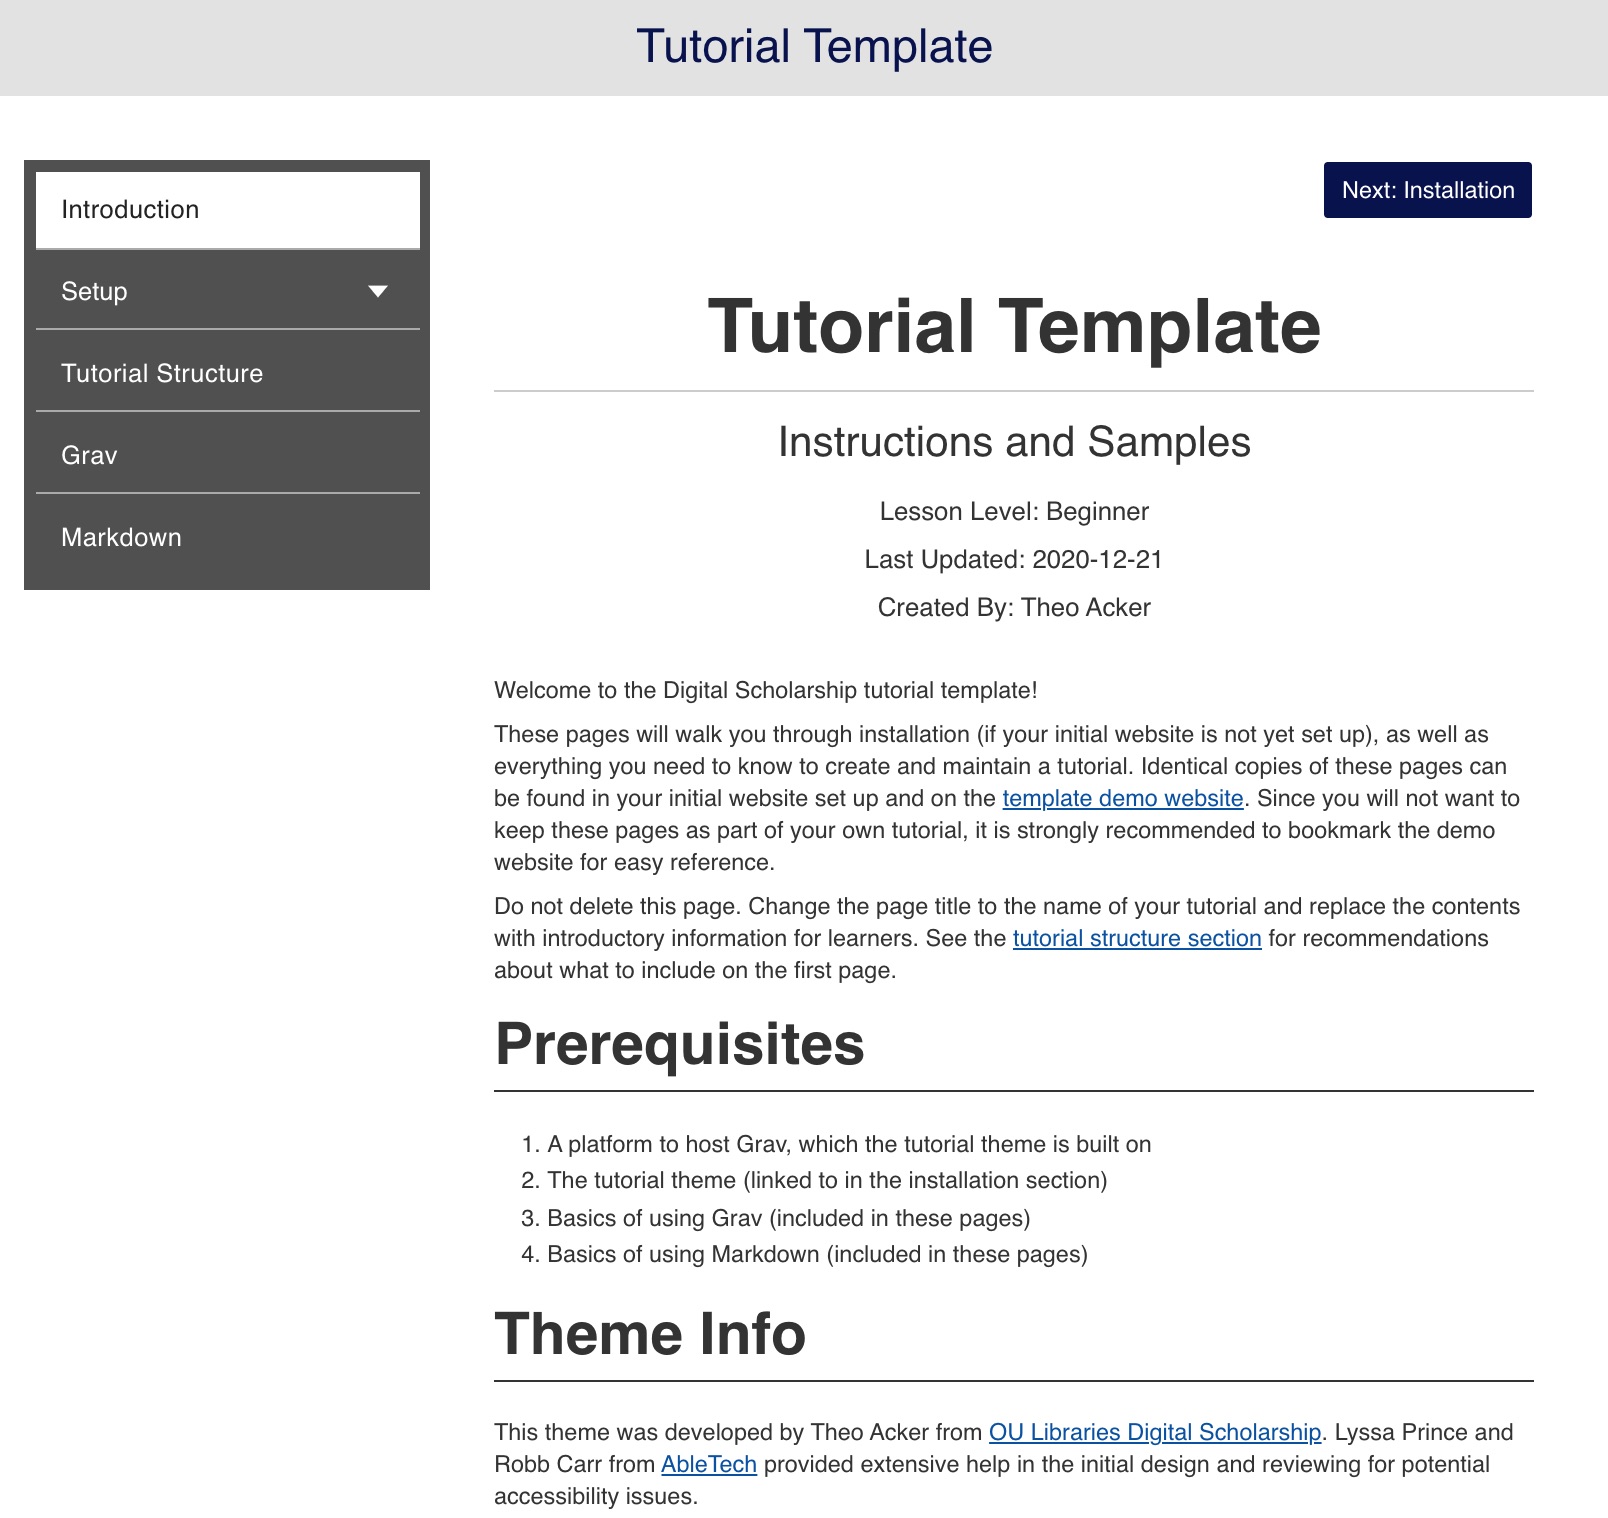 Tutorial Template
Introduction
Setup
Tutorial Structure
Grav
Markdown
Next: Installation
Tutorial Template
Instructions and Samples
Lesson Level: Beginner
Last Updated: 2020-12-21
Created By: Theo Acker
Welcome to the Digital Scholarship tutorial template!
These pages will walk you through installation (if your initial website is not yet set up), as well as
everything you need to know to create and maintain a tutorial. Identical copies of these pages can
be found in your initial website set up and on the template demo website. Since you will not want to
keep these pages as part of your own tutorial, it is strongly recommended to bookmark the demo
website for easy reference.
Do not delete this page. Change the page title to the name of your tutorial and replace the contents
with introductory information for learners. See the tutorial structure section for recommendations
about what to include on the first page.
Prerequisites
1. A platform to host Grav, which the tutorial theme is built on
2. The tutorial theme (linked to in the installation section)
3. Basics of using Grav (included in these pages)
4. Basics of using Markdown (included in these pages)
Theme Info
This theme was developed by Theo Acker from OU Libraries Digital Scholarship. Lyssa Prince and
Robb Carr from AbleTech provided extensive help in the initial design and reviewing for potential
accessibility issues.